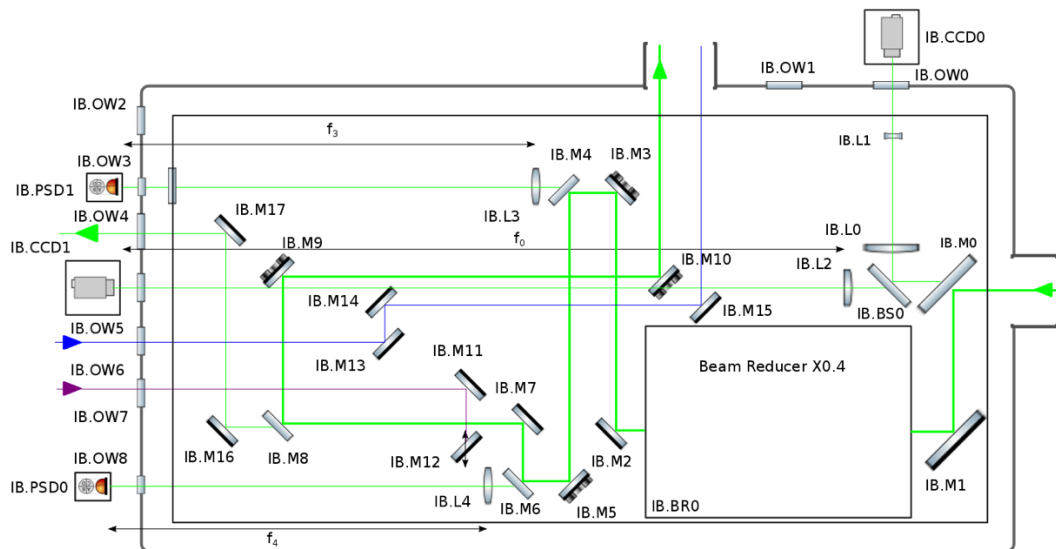 IB.CCD0
IB.OW1
IB.OW0
IB.OW2
f3
IB.L1
IB.OW3
IB.M4
IB.M3
IB.PSD1
IB.L3
IB.OW4
IB.M17
IB.CCD1
IB.M9
f0
IB.L0
IB.M0
IB.L2
IB.M10
IB.M14
IB.M15
IB.BS0
IB.OW5
IB.M13
IB.M11
Beam Reducer X0.4
IB.OW6
IB.M7
IB.OW7
IB.M16
IB.M8
IB.M12
IB.M2
IB.OW8
IB.PSD0
IB.L4
IB.M6
IB.M5
IB.BR0
IB.M1
f4